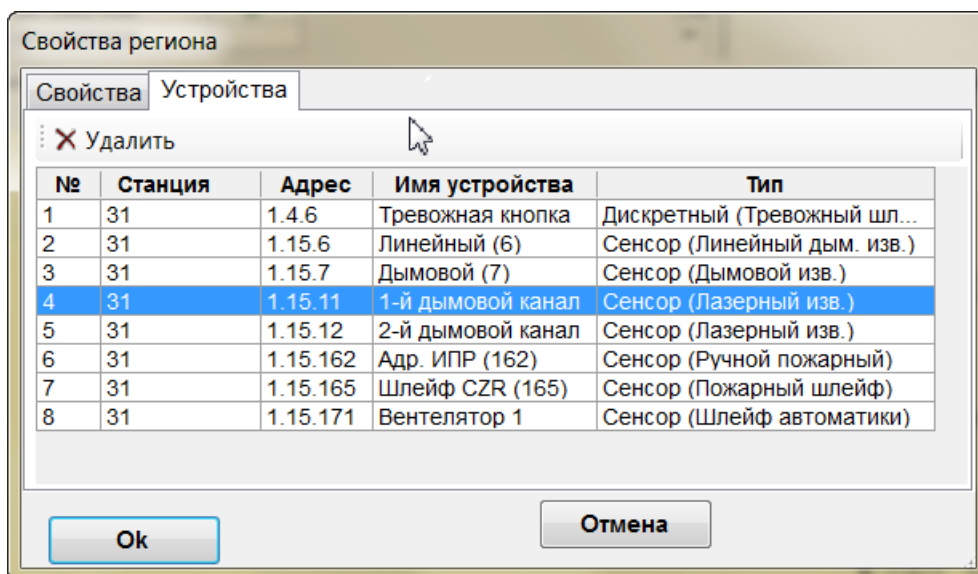 Свойства региона
Свойства Устройства
Удалить
№ Станция Адрес Имя устройства Тип
1 31 1.4.6 Тревожная кнопка Дискретный (Тревожный шл...
2 31 1.15.6 Линейный (6) Сенсор (Линейный дым. изв.)
3 31 1.15.7 Дымовой (7) Сенсор (Дымовой изв.)
4 31 1.15.11 1-й дымовой канал Сенсор (Лазерный изв.)
5 31 1.15.12 2-й дымовой канал Сенсор (Лазерный изв.)
6 31 1.15.162 Адр. ИПР (162) Сенсор (Ручной пожарный)
7 31 1.15.165 Шлейф CZR (165) Сенсор (Пожарный шлейф)
8 31 1.15.171 Вентелятор 1 Сенсор (Шлейф автоматики)
Ok Отмена